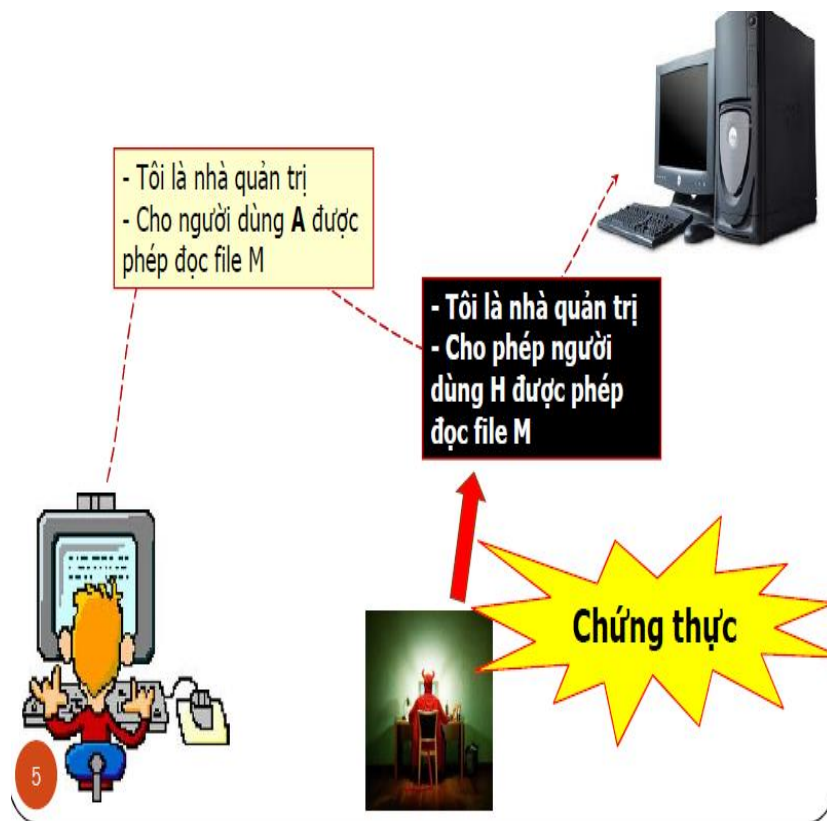 - Tôi là nhà quản trị
- Cho người dùng A được
phép đọc file M
- Tôi là nhà quản trị
- Cho phép người
dùng H được phép
đọc file M
Chứng thực
5